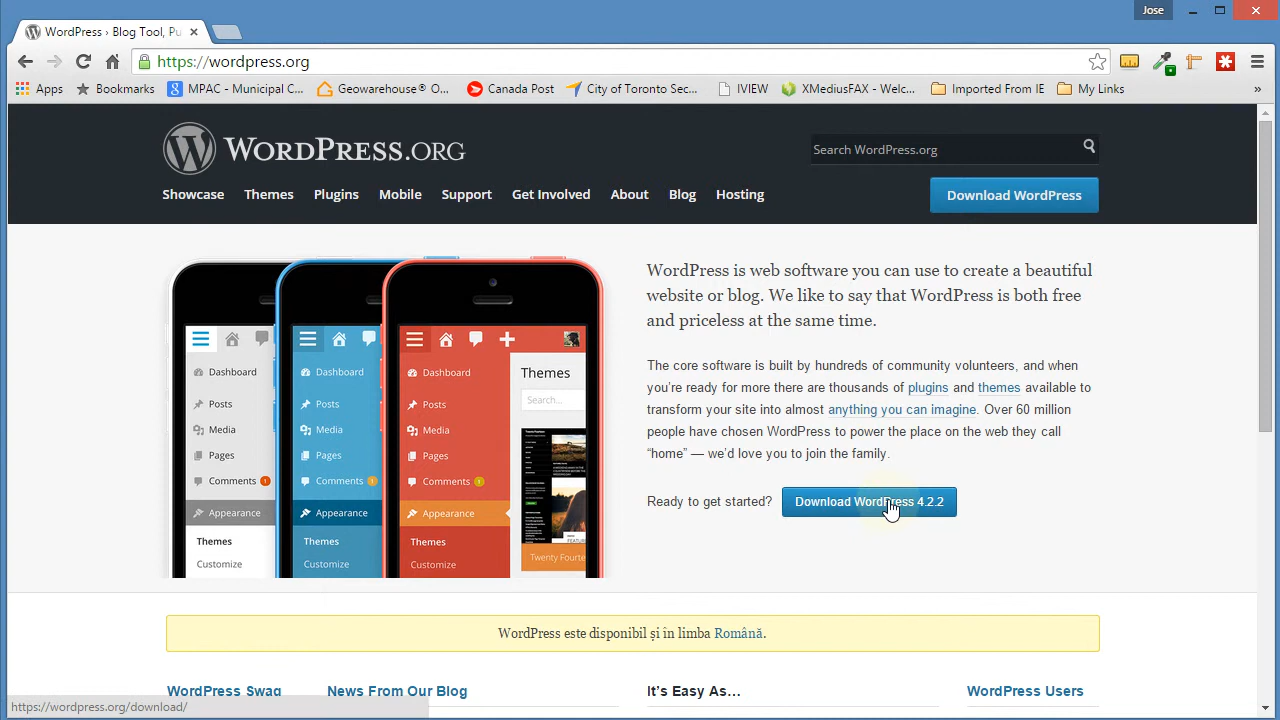 Jose
WordPress › Blog Tool, Pu
https://wordpress.org
Apps
Bookmarks
MPAC - Municipal C...
Geowarehouse® O...
Canada Post
City of Toronto Sec...
IVIEW
XMediusFAX - Welc...
Imported From IE
My Links
»
WORDPRESS.ORG
Search WordPress.org
Showcase
Themes
Plugins
Mobile
Support
Get Involved
About
Blog
Hosting
Download WordPress
Dashboard
Posts
Media
Pages
Comments 1
Appearance
Themes
Customize
Dashboard
Posts
Media
Pages
Comments 1
Appearance
Themes
Customize
Dashboard
Posts
Media
Pages
Comments 1
Appearance
Themes
Customize
Themes
Search...
Twenty Fourte
WordPress is web software you can use to create a beautiful
website or blog. We like to say that WordPress is both free
and priceless at the same time.
The core software is built by hundreds of community volunteers, and when
you're ready for more there are thousands of plugins and themes available to
transform your site into almost anything you can imagine. Over 60 million
people have chosen WordPress to power the place on the web they call
“home” — we'd love you to join the family.
Ready to get started?
Download WordPress 4.2.2
WordPress este disponibil și în limba Română.
WordPress Swag
News From Our Blog
It's Easy As…
WordPress Users
https://wordpress.org/download/